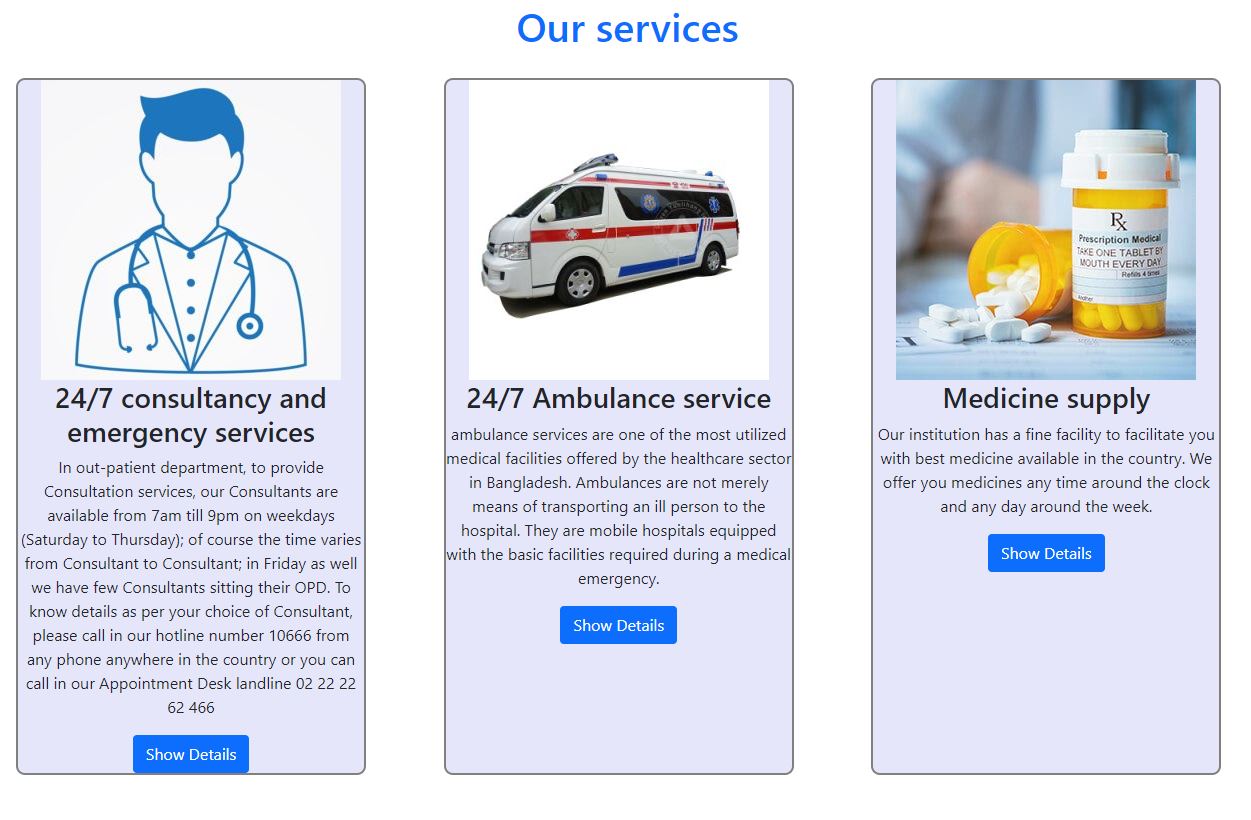 Our services
24/7 consultancy and
emergency services
In out-patient department, to provide
Consultation services, our Consultants are
available from 7am till 9pm on weekdays
(Saturday to Thursday); of course the time varies
from Consultant to Consultant; in Friday as well
we have few Consultants sitting their OPD. To
know details as per your choice of Consultant,
please call in our hotline number 10666 from
any phone anywhere in the country or you can
call in our Appointment Desk landline 02 22 22
62 466
Show Details
24/7 Ambulance service
ambulance services are one of the most utilized
medical facilities offered by the healthcare sector
in Bangladesh. Ambulances are not merely
means of transporting an ill person to the
hospital. They are mobile hospitals equipped
with the basic facilities required during a medical
emergency.
Show Details
Rx
Prescription Medical
TAKE ONE TABLET BY
MOUTH EVERY DAY
Refills 4 times
Medicine supply
Our institution has a fine facility to facilitate you
with best medicine available in the country. We
offer you medicines any time around the clock
and any day around the week.
Show Details